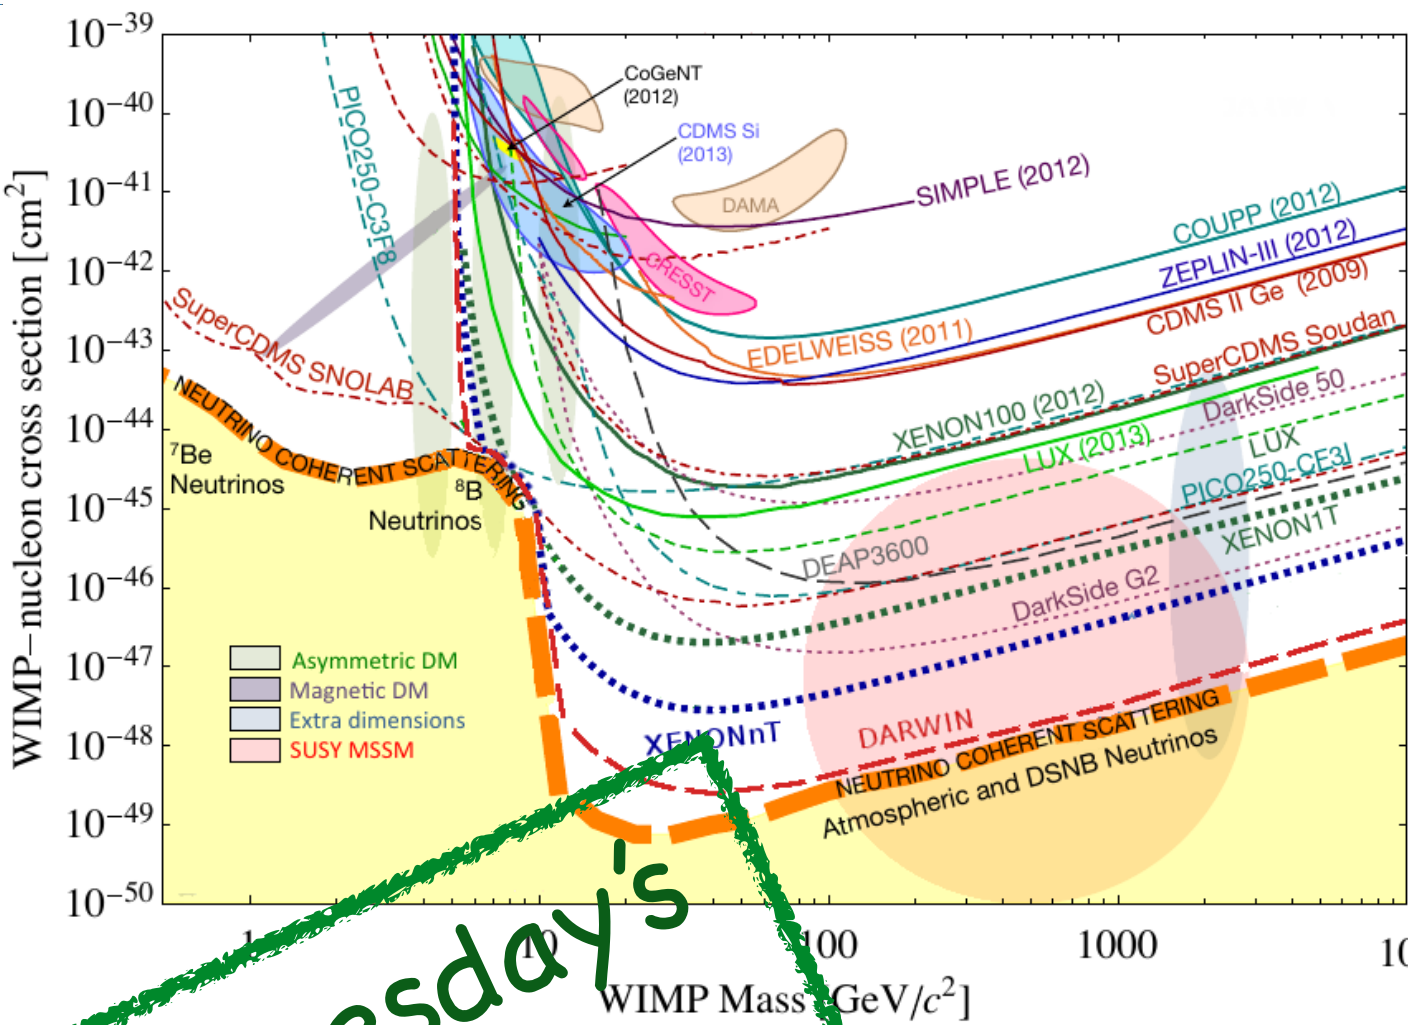 10⁻³⁹
10⁻⁴⁰
10⁻⁴¹
10⁻⁴²
10⁻⁴³
10⁻⁴⁴
10⁻⁴⁵
10⁻⁴⁶
10⁻⁴⁷
10⁻⁴⁸
10⁻⁴⁹
10⁻⁵⁰
WIMP−nucleon cross section [cm²]
PICO250-C3F8
CoGeNT
(2012)
CDMS Si
(2013)
DAMA
CRESST
SIMPLE (2012)
COUPP (2012)
ZEPLIN-III (2012)
CDMS II Ge (2009)
EDELWEISS (2011)
SuperCDMS Soudan
SuperCDMS SNOLAB
XENON100 (2012)
DarkSide 50
LUX (2013)
LUX
PICO250-CF3I
XENON1T
DEAP3600
DarkSide G2
NEUTRINO COHERENT SCATTERING
⁷Be
Neutrinos
⁸B
Neutrinos
Asymmetric DM
Magnetic DM
Extra dimensions
SUSY MSSM
XENONnT
DARWIN
NEUTRINO COHERENT SCATTERING
Atmospheric and DSNB Neutrinos
esday's
1 10 100 1000 10
WIMP Mass [GeV/c²]